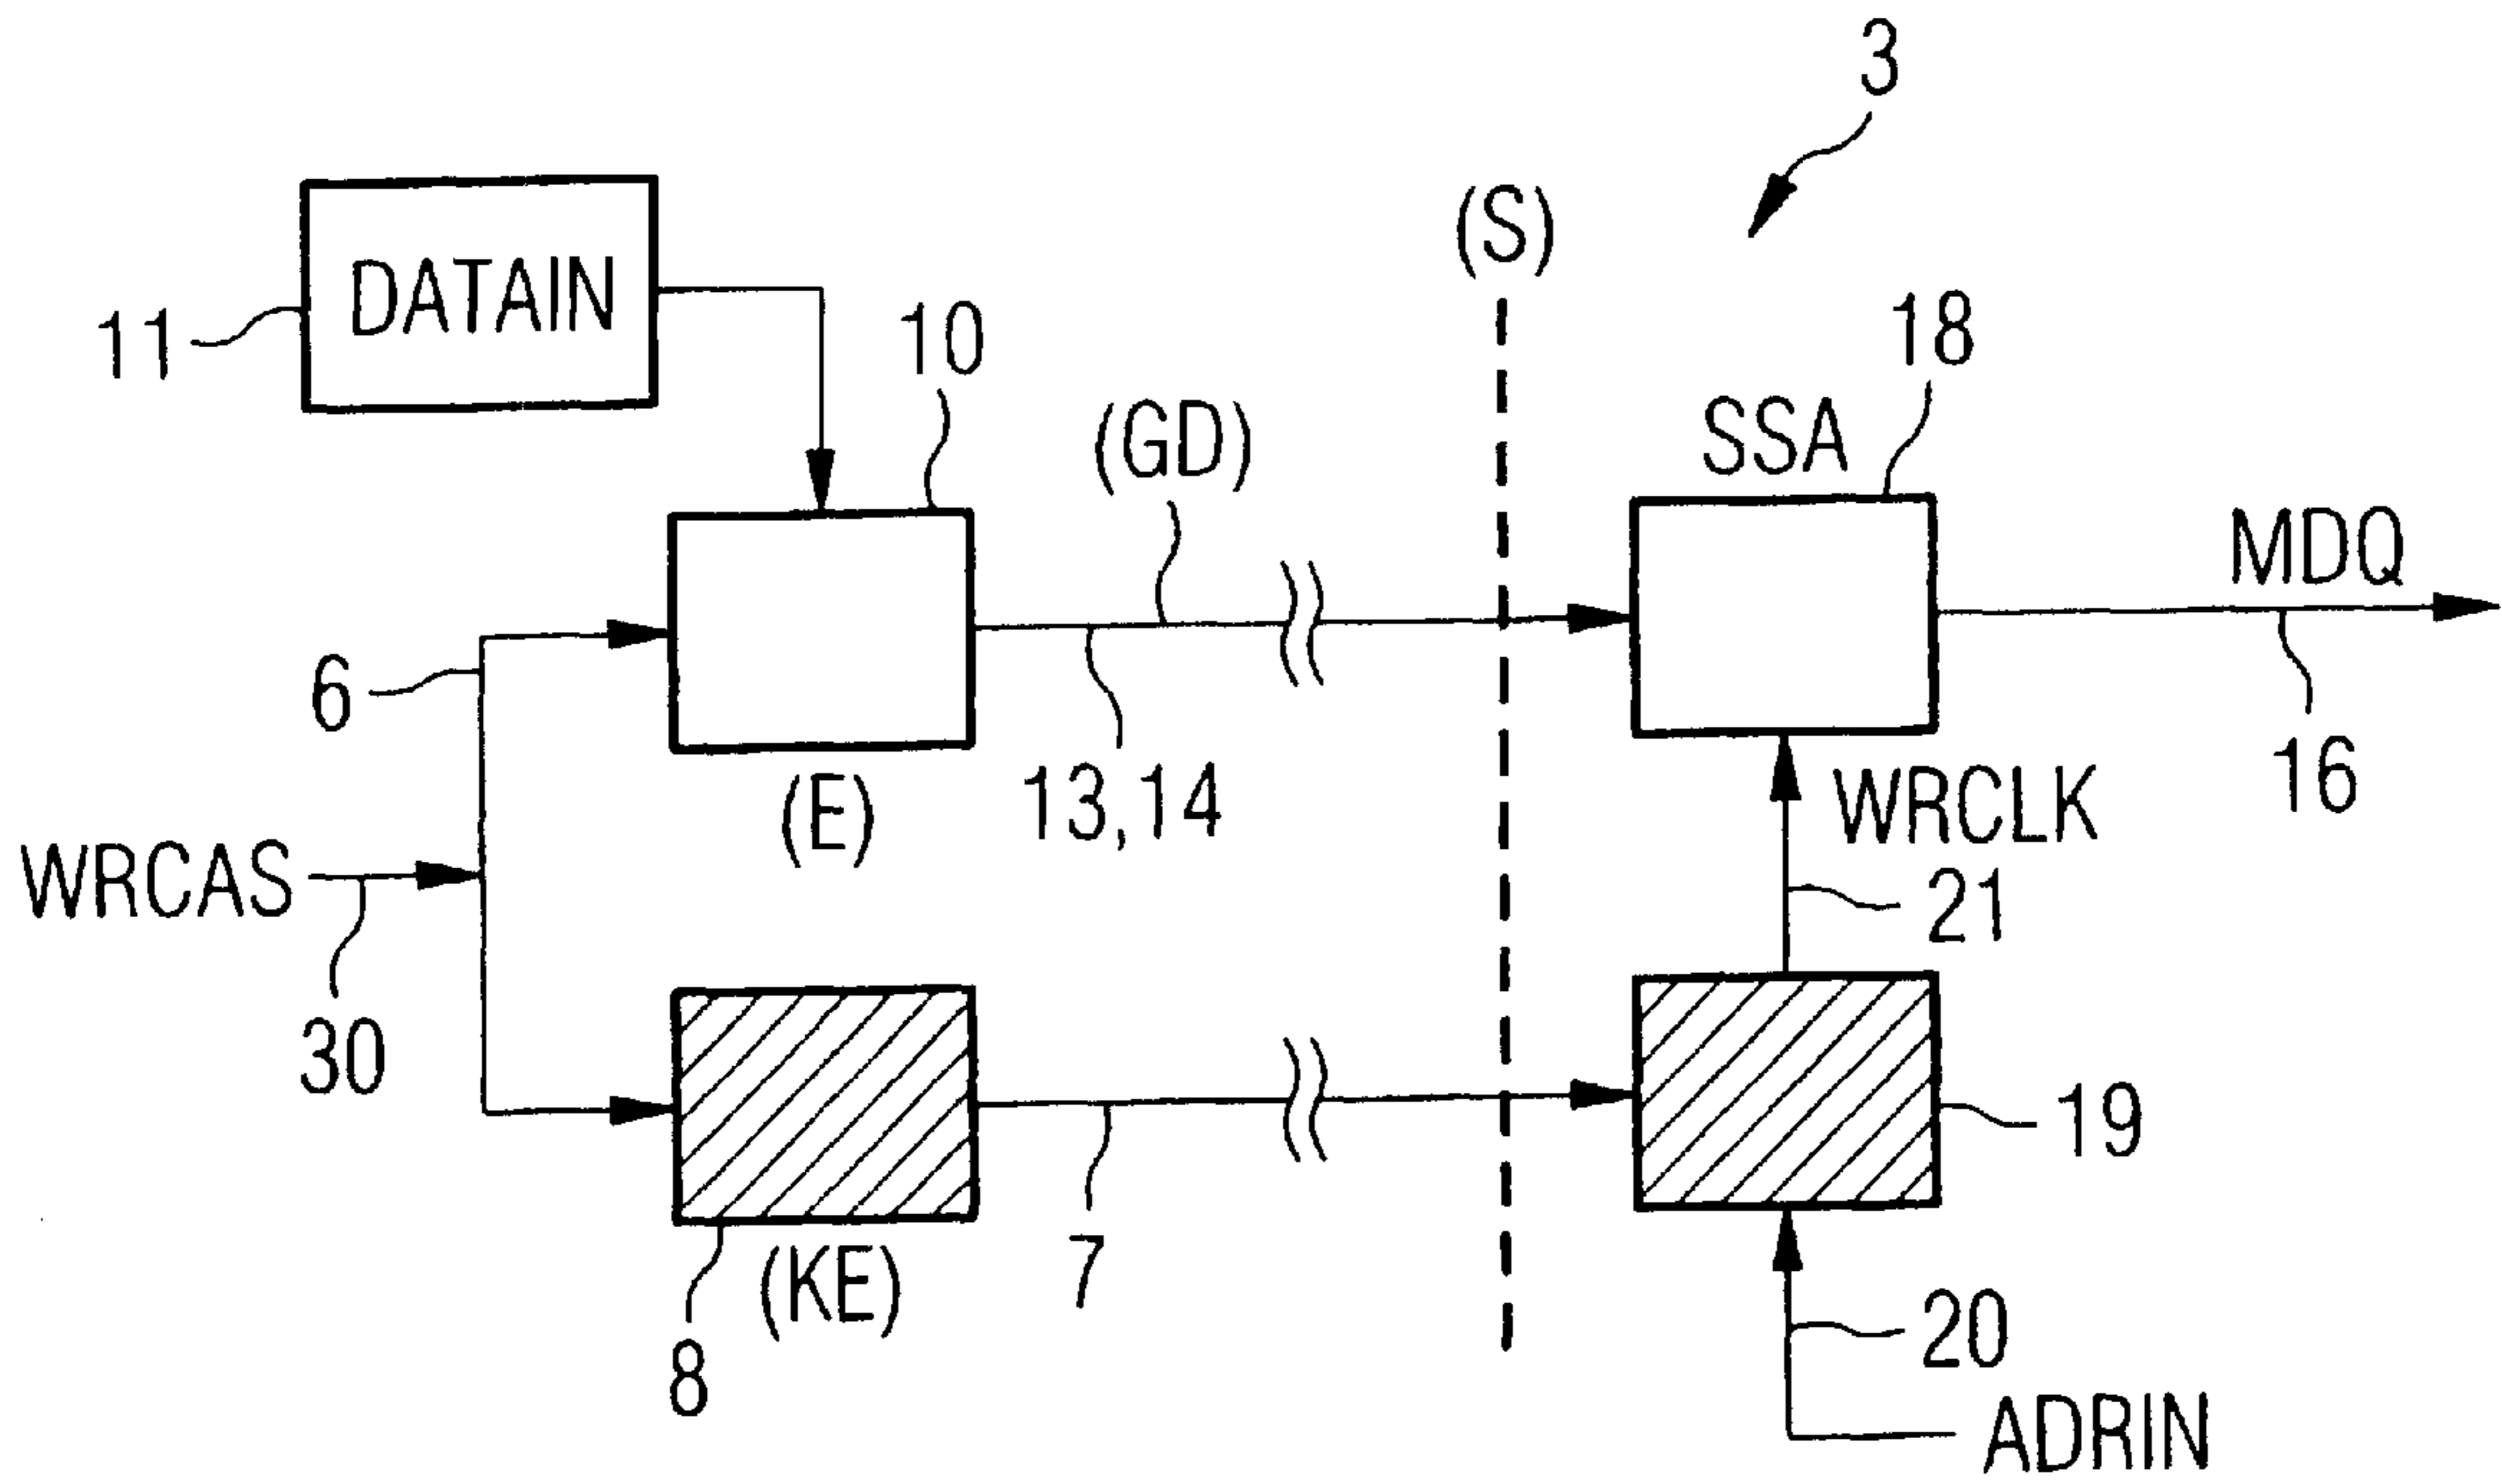 3
(S)
DATAIN
11
10
18
(GD)
SSA
MDQ
6
16
13,14
(E)
WRCLK
WRCAS
21
30
19
7
(KE)
20
8
ADRIN